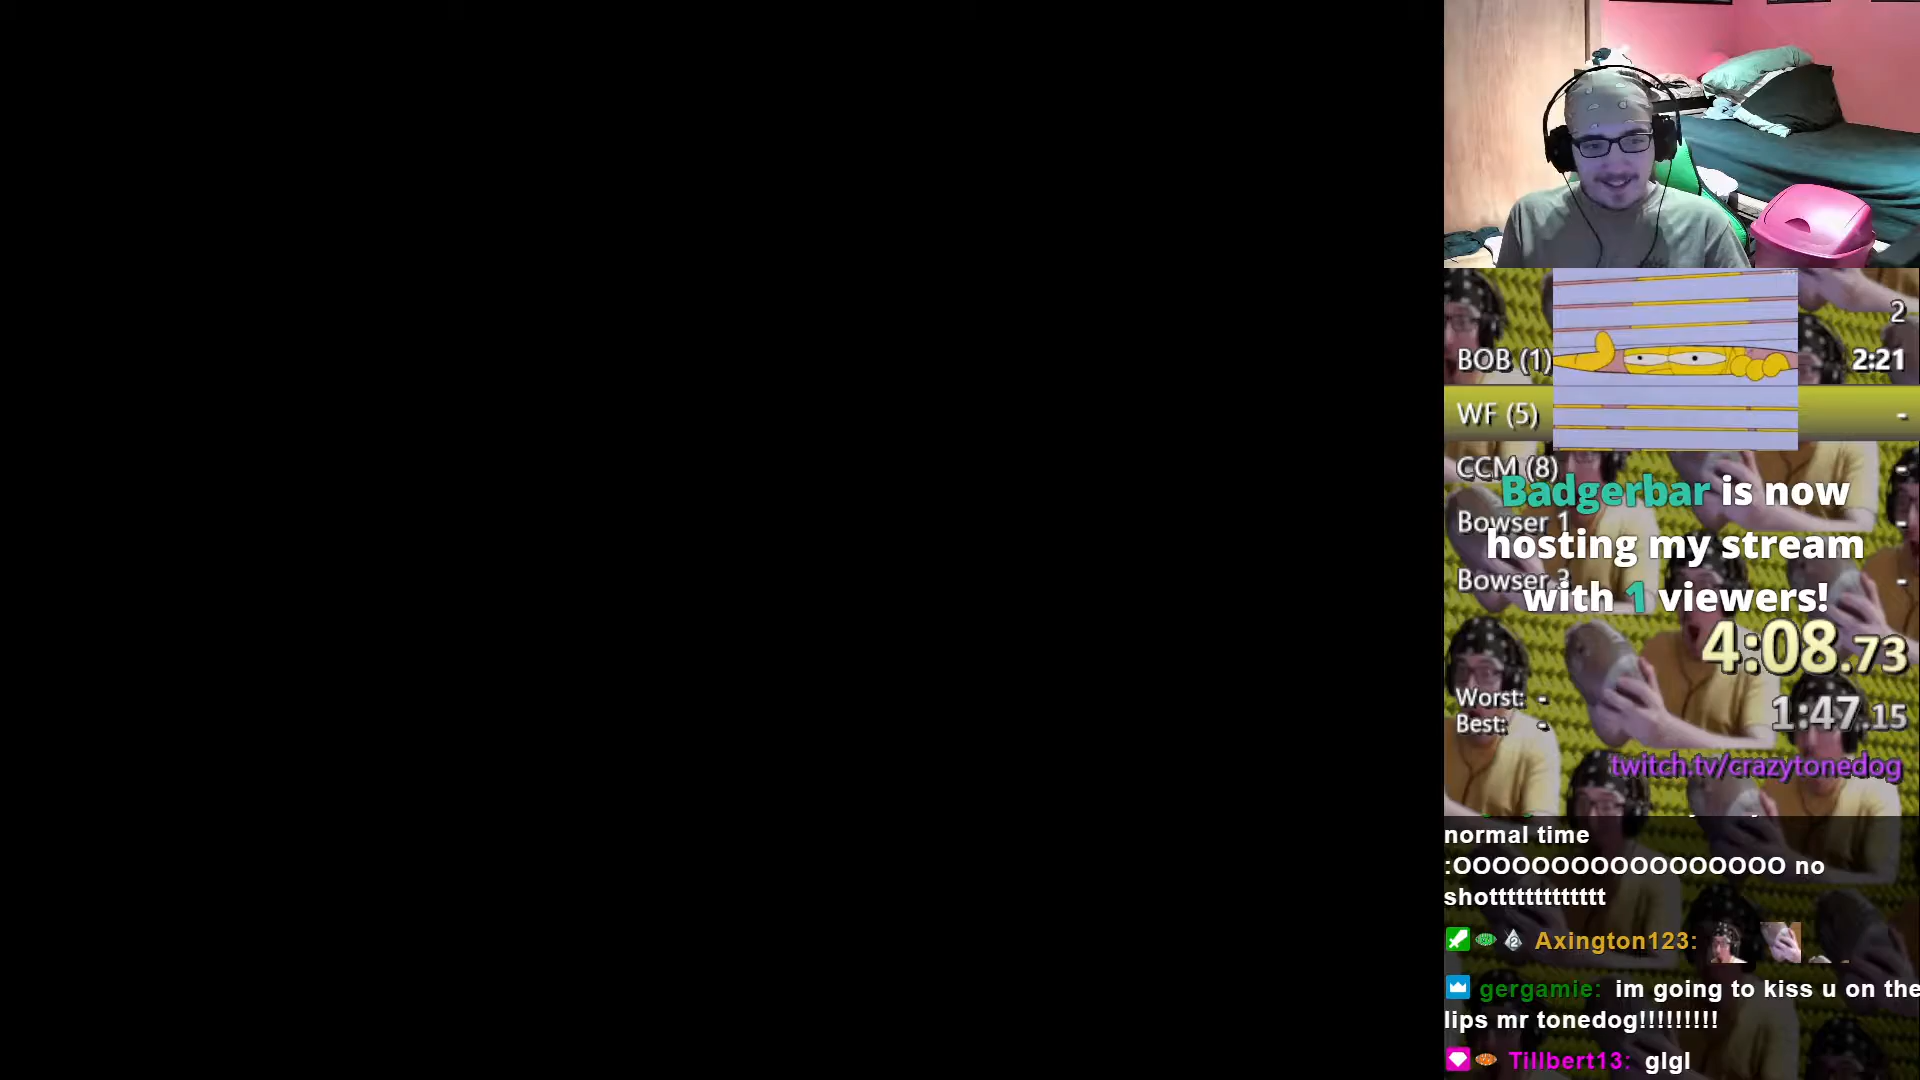 2
BOB (1) 2:21
WF (5) -
CCM (8) -
Badgerbar is now
Bowser 1 -
hosting my stream
Bowser 3 -
with 1 viewers!
4:08.73
Worst: -
1:47.15
Best: -
twitch.tv/crazytonedog
normal time
:OOOOOOOOOOOOOOOOO no
shotttttttttttttt
Axington123:
gergamie: im going to kiss u on the
lips mr tonedog!!!!!!!!!
Tillbert13: glgl